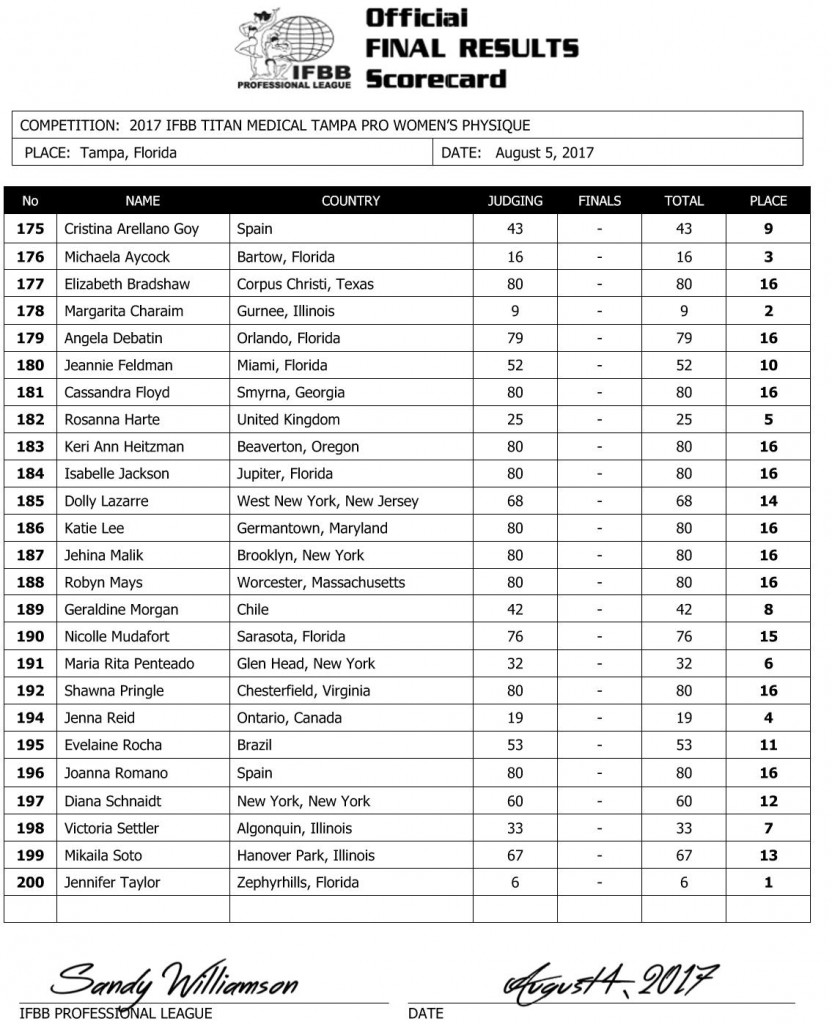 Official
FINAL RESULTS
Scorecard
IFBB
PROFESSIONAL LEAGUE
COMPETITION: 2017 IFBB TITAN MEDICAL TAMPA PRO WOMEN'S PHYSIQUE
PLACE: Tampa, Florida DATE: August 5, 2017
No NAME COUNTRY JUDGING FINALS TOTAL PLACE
175 Cristina Arellano Goy Spain 43 - 43 9
176 Michaela Aycock Bartow, Florida 16 - 16 3
177 Elizabeth Bradshaw Corpus Christi, Texas 80 - 80 16
178 Margarita Charaim Gurnee, Illinois 9 - 9 2
179 Angela Debatin Orlando, Florida 79 - 79 16
180 Jeannie Feldman Miami, Florida 52 - 52 10
181 Cassandra Floyd Smyrna, Georgia 80 - 80 16
182 Rosanna Harte United Kingdom 25 - 25 5
183 Keri Ann Heitzman Beaverton, Oregon 80 - 80 16
184 Isabelle Jackson Jupiter, Florida 80 - 80 16
185 Dolly Lazarre West New York, New Jersey 68 - 68 14
186 Katie Lee Germantown, Maryland 80 - 80 16
187 Jehina Malik Brooklyn, New York 80 - 80 16
188 Robyn Mays Worcester, Massachusetts 80 - 80 16
189 Geraldine Morgan Chile 42 - 42 8
190 Nicolle Mudafort Sarasota, Florida 76 - 76 15
191 Maria Rita Penteado Glen Head, New York 32 - 32 6
192 Shawna Pringle Chesterfield, Virginia 80 - 80 16
194 Jenna Reid Ontario, Canada 19 - 19 4
195 Evelaine Rocha Brazil 53 - 53 11
196 Joanna Romano Spain 80 - 80 16
197 Diana Schnaidt New York, New York 60 - 60 12
198 Victoria Settler Algonquin, Illinois 33 - 33 7
199 Mikaila Soto Hanover Park, Illinois 67 - 67 13
200 Jennifer Taylor Zephyrhills, Florida 6 - 6 1
Sandy Williamson August 4, 2017
IFBB PROFESSIONAL LEAGUE DATE